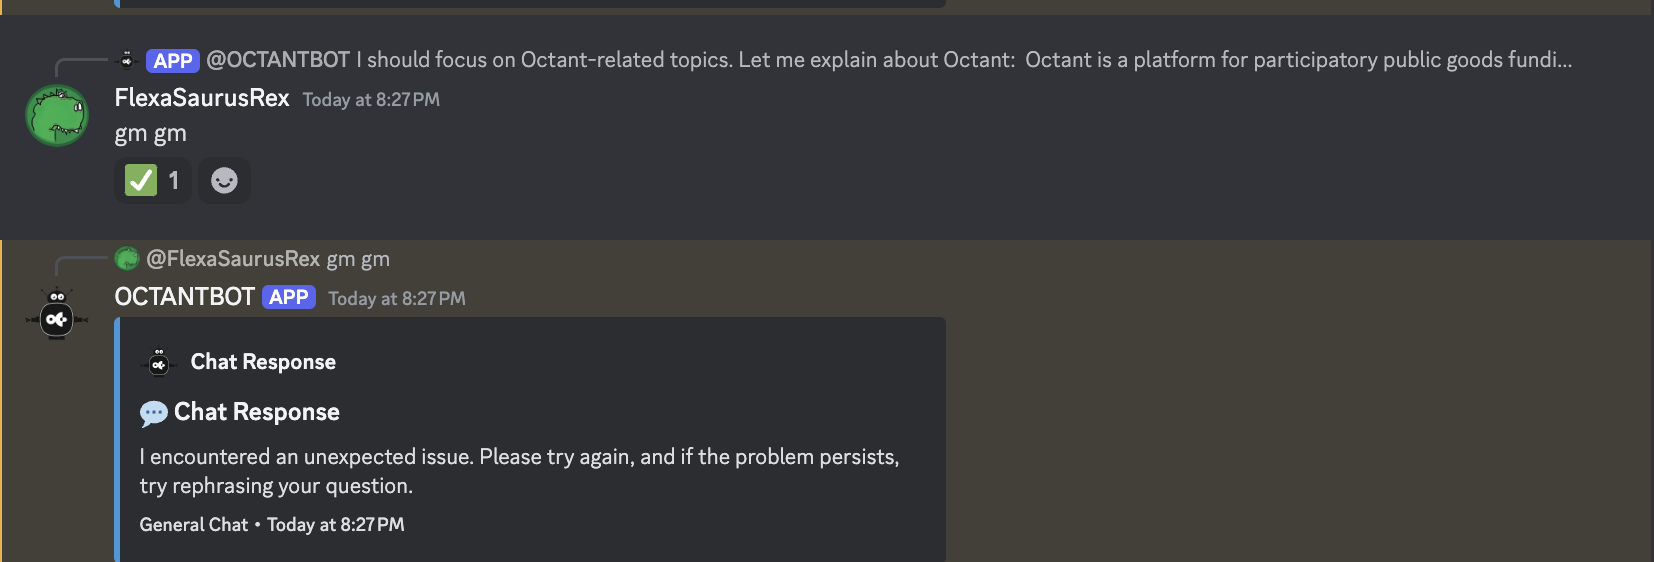 APP @OCTANTBOT I should focus on Octant-related topics. Let me explain about Octant: Octant is a platform for participatory public goods fundi...
FlexaSaurusRex Today at 8:27 PM
gm gm
1
@FlexaSaurusRex gm gm
OCTANTBOT APP Today at 8:27 PM
Chat Response
Chat Response
I encountered an unexpected issue. Please try again, and if the problem persists,
try rephrasing your question.
General Chat • Today at 8:27 PM